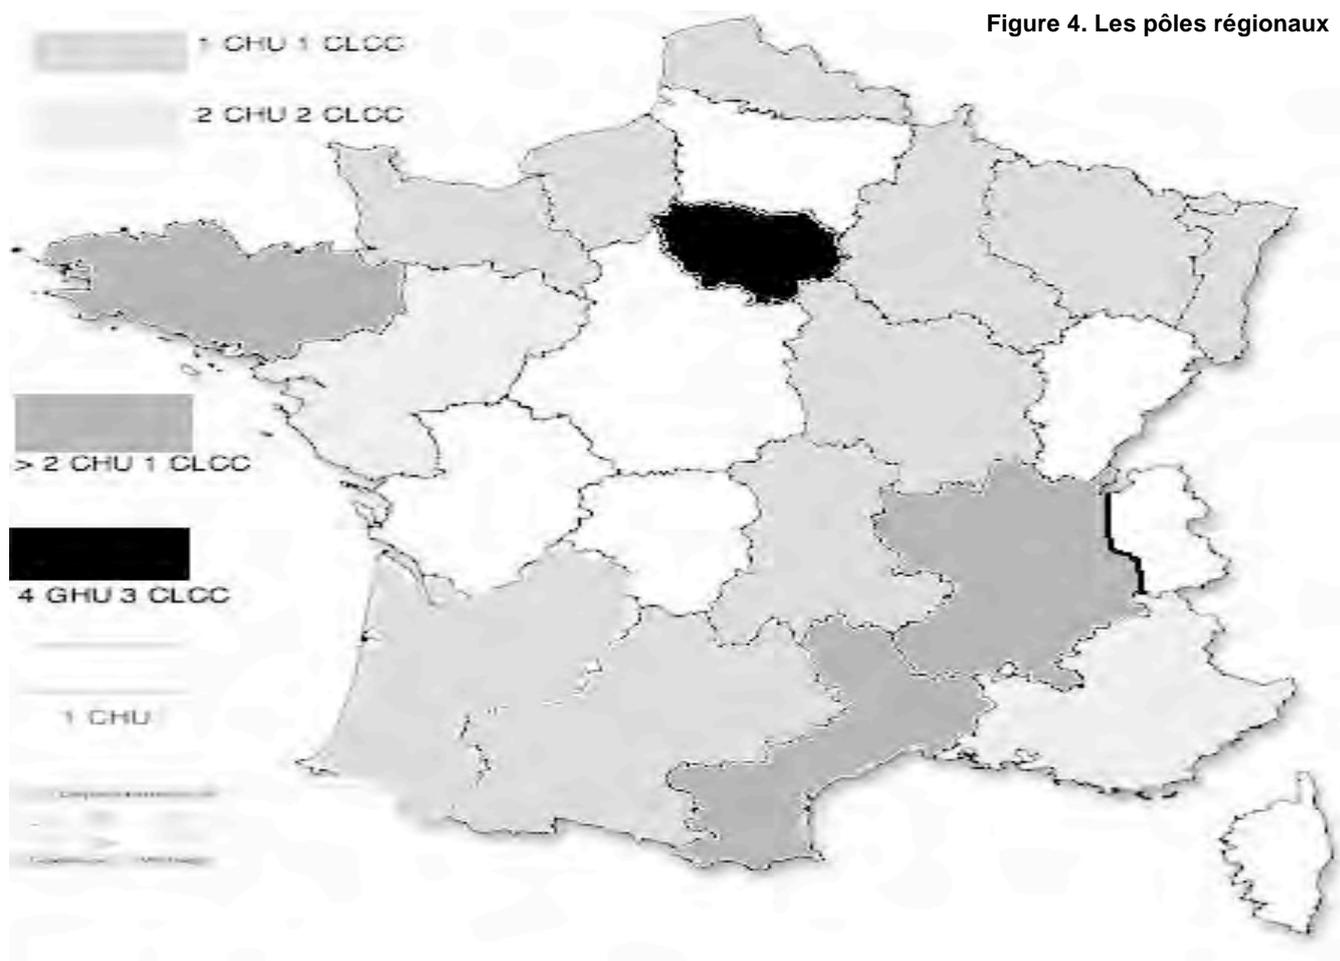 Figure 4. Les pôles régionaux
1 CHU 1 CLCC
2 CHU 2 CLCC
> 2 CHU 1 CLCC
4 GHU 3 CLCC
1 CHU